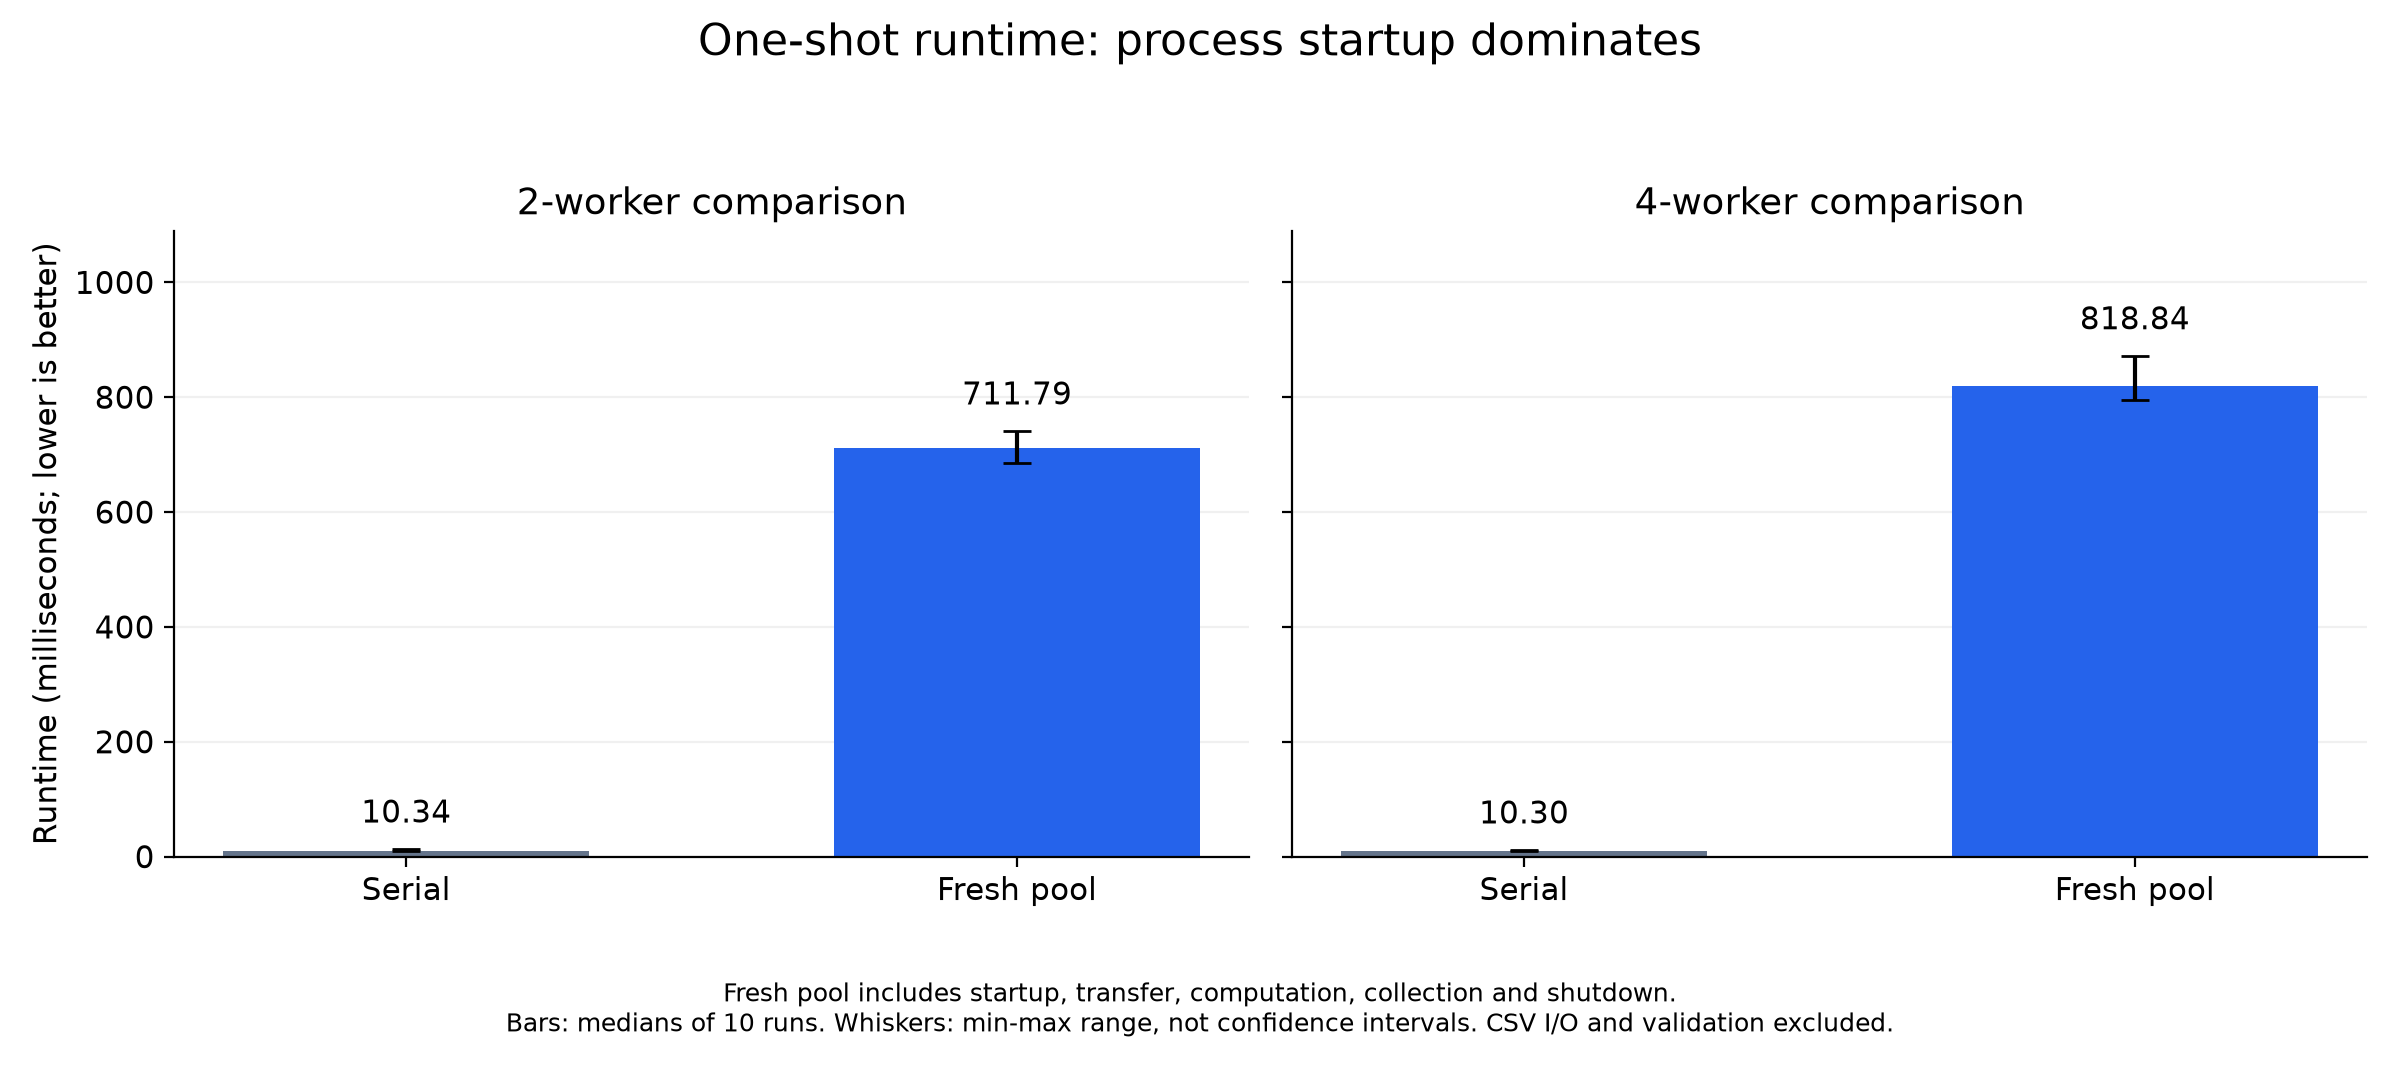 One-shot runtime: process startup dominates
2-worker comparison
4-worker comparison
Runtime (milliseconds; lower is better)
1000
800
600
400
200
0
10.34
711.79
10.30
818.84
Serial
Fresh pool
Serial
Fresh pool
Fresh pool includes startup, transfer, computation, collection and shutdown.
Bars: medians of 10 runs. Whiskers: min-max range, not confidence intervals. CSV I/O and validation excluded.